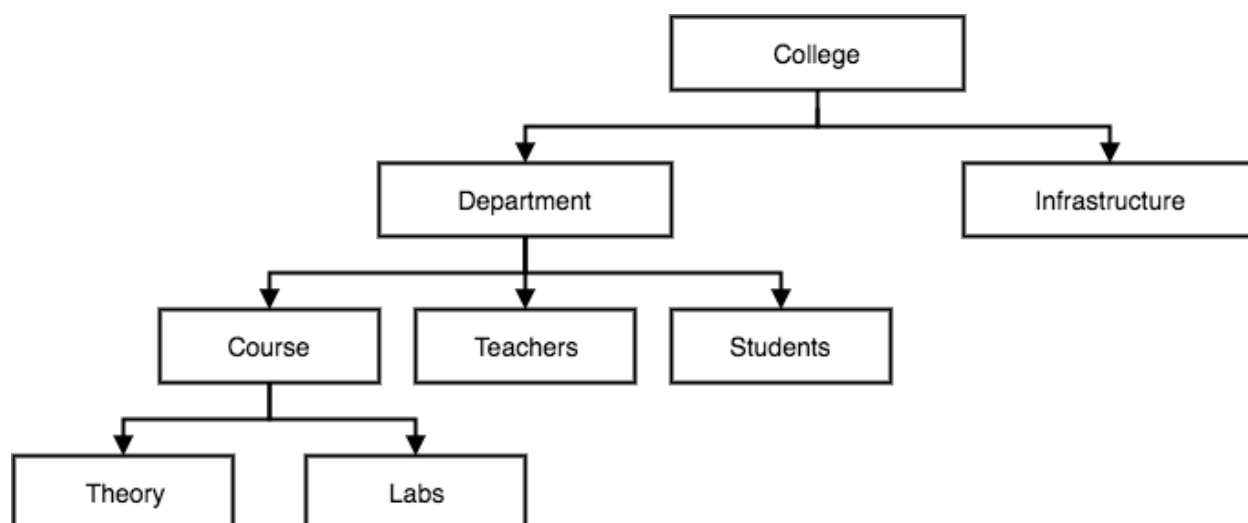 College
Department
Infrastructure
Course
Teachers
Students
Theory
Labs